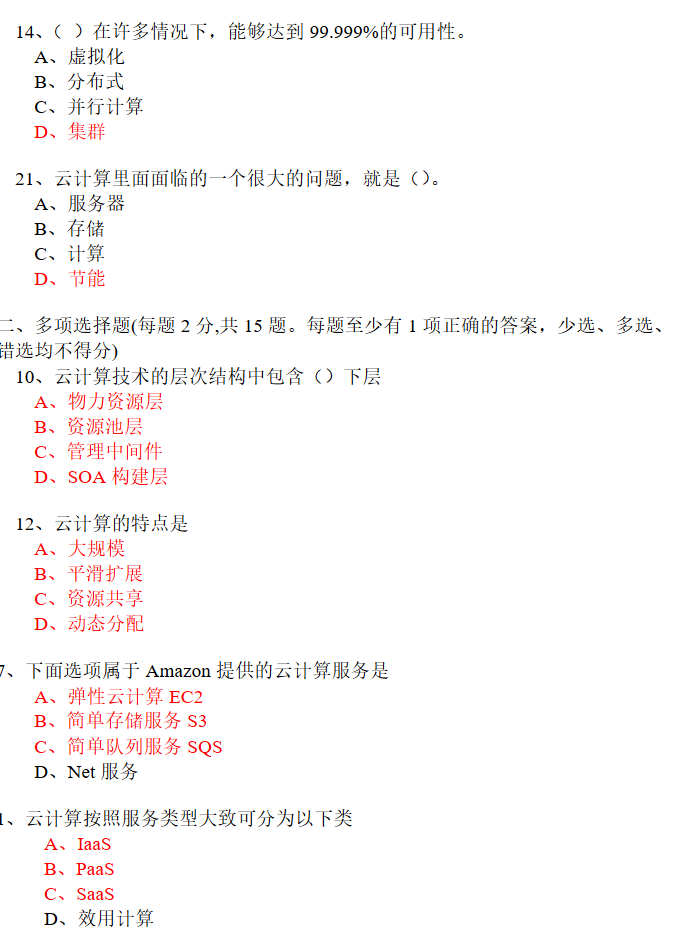 14、（ ）在许多情况下，能够达到 99.999%的可用性。
A、虚拟化
B、分布式
C、并行计算
D、集群
21、云计算里面面临的一个很大的问题，就是（）。
A、服务器
B、存储
C、计算
D、节能
二、多项选择题(每题 2 分,共 15 题。每题至少有 1 项正确的答案，少选、多选、
错选均不得分)
10、云计算技术的层次结构中包含（）下层
A、物力资源层
B、资源池层
C、管理中间件
D、SOA 构建层
12、云计算的特点是
A、大规模
B、平滑扩展
C、资源共享
D、动态分配
7、下面选项属于 Amazon 提供的云计算服务是
A、弹性云计算 EC2
B、简单存储服务 S3
C、简单队列服务 SQS
D、Net 服务
1、云计算按照服务类型大致可分为以下类
A、IaaS
B、PaaS
C、SaaS
D、效用计算